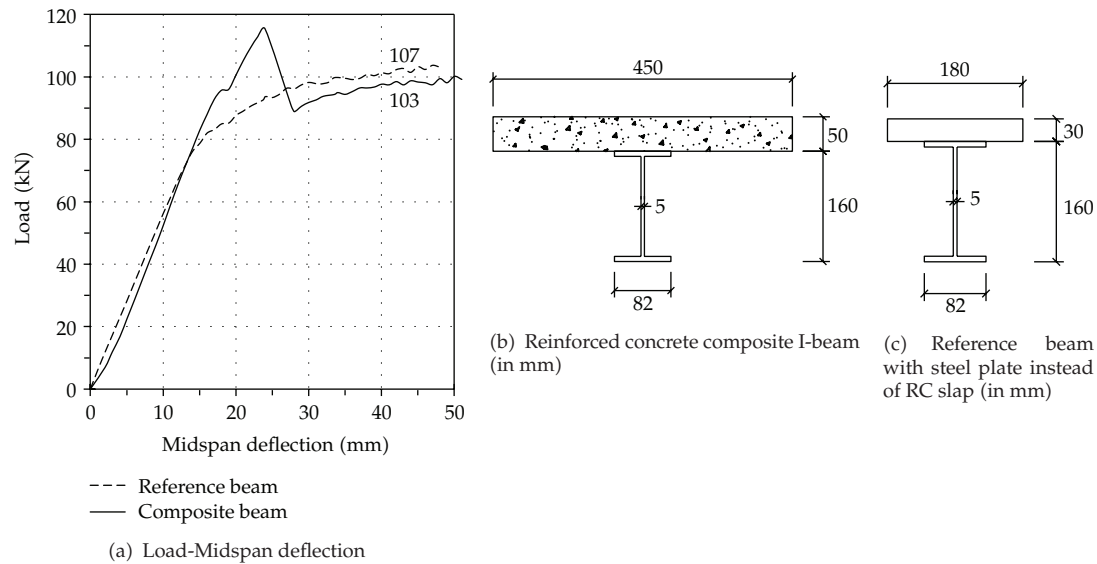 120
100
80
60
40
20
0
Load (kN)
107
103
0 10 20 30 40 50
Midspan deflection (mm)
Reference beam
Composite beam
(a) Load-Midspan deflection
450
50
5
160
82
(b) Reinforced concrete composite I-beam
(in mm)
180
30
5
160
82
(c) Reference beam
with steel plate instead
of RC slap (in mm)